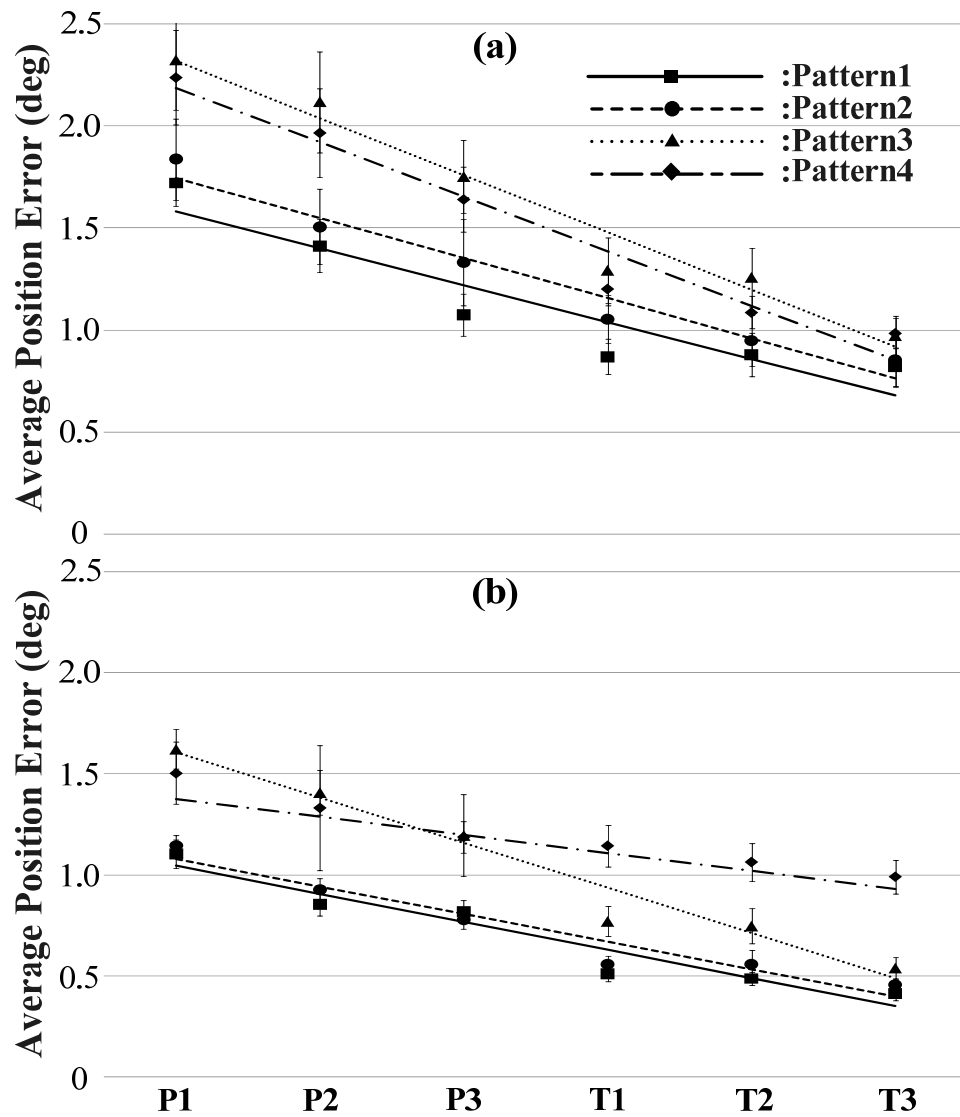 2.5
(a)
:Pattern1
:Pattern2
:Pattern3
:Pattern4
2.0
1.5
1.0
0.5
0
Average Position Error (deg)
2.5
(b)
2.0
1.5
1.0
0.5
0
Average Position Error (deg)
P1 P2 P3 T1 T2 T3